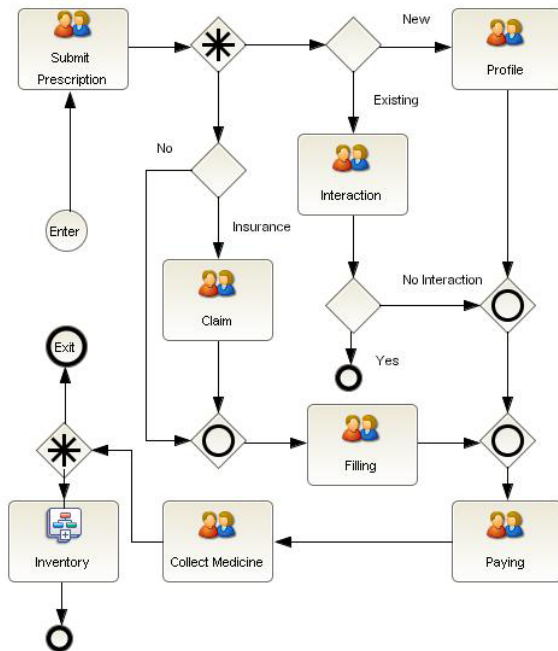 New
Submit
Prescription
Profile
Existing
No
Interaction
Insurance
Enter
No Interaction
Claim
Exit
Yes
Filling
Inventory
Collect Medicine
Paying